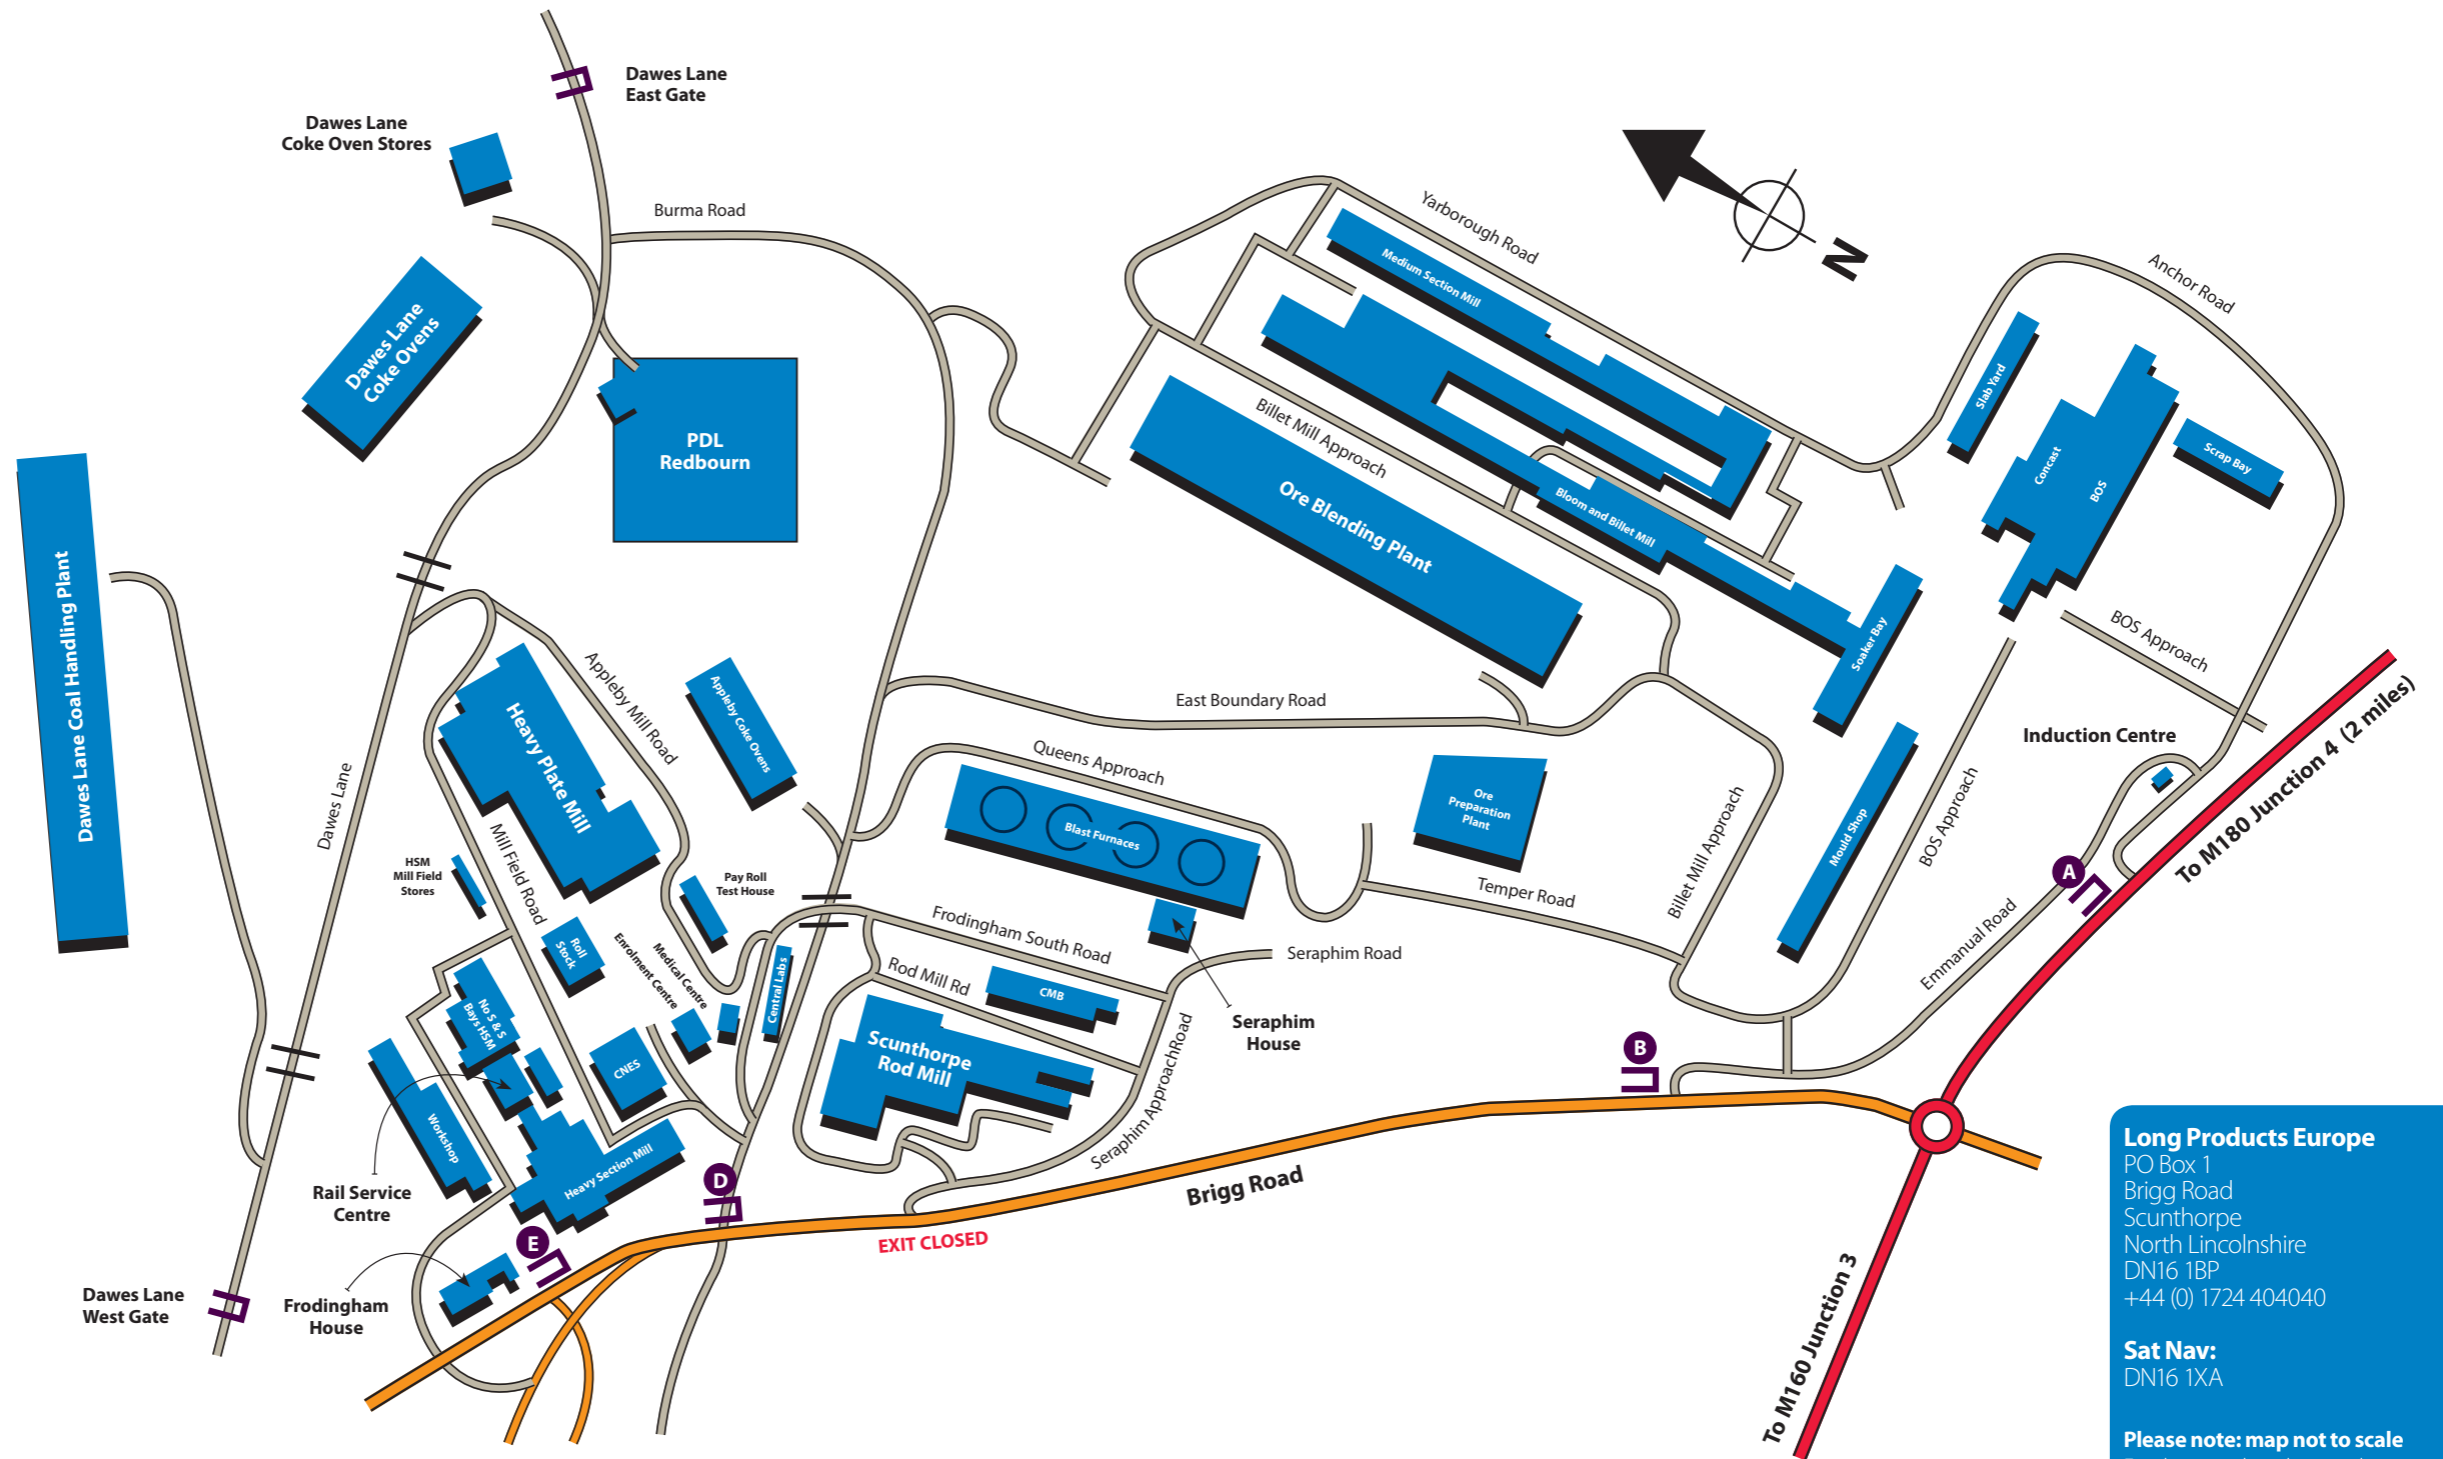 Dawes Lane
East Gate
Dawes Lane
Coke Oven Stores
Burma Road
Yarborough Road
N
Anchor Road
Medium Section Mill
Dawes Lane
Coke Ovens
Slab Yard
PDL
Redbourn
Billet Mill Approach
Concast
BOS
Scrap Bay
Ore Blending Plant
Bloom and Billet Mill
Dawes Lane Coal Handling Plant
Appleby Mill Road
Appleby Coke Ovens
Soaker Bay
BOS Approach
East Boundary Road
Heavy Plate Mill
Queens Approach
Induction Centre
To M180 Junction 4 (2 miles)
Dawes Lane
Ore
Preparation
Plant
Blast Furnaces
Mould Shop
BOS Approach
Billet Mill Approach
HSM
Mill Field
Stores
Mill Field Road
Pay Roll
Test House
A
Temper Road
Frodingham South Road
Roll
Stock
Enrolment Centre
Medical Centre
Central Labs
Rod Mill Rd
CMB
Seraphim Road
Emmanual Road
No S & S
Bays HSM
Seraphim
House
Seraphim ApproachRoad
Scunthorpe
Rod Mill
CNES
B
Workshop
Heavy Section Mill
Rail Service
Centre
D
Brigg Road
EXIT CLOSED
E
Dawes Lane
West Gate
Frodingham
House
To M160 Junction 3
Long Products Europe
PO Box 1
Brigg Road
Scunthorpe
North Lincolnshire
DN16 1BP
+44 (0) 1724 404040
Sat Nav:
DN16 1XA
Please note: map not to scale